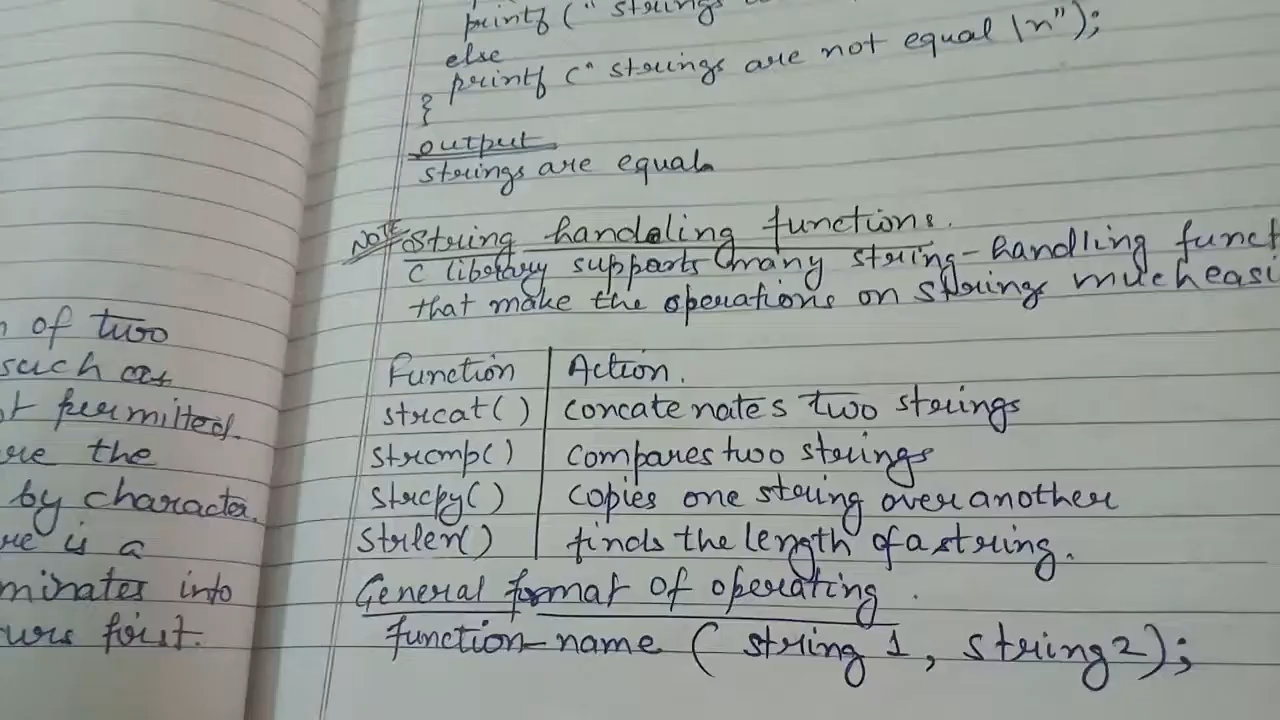 n of two
such as
t permitted.
re the
by character.
re is a
minates into
urs first.
printf (" strings
else
printf (" strings are not equal \n");
}
output
strings are equal
Note String handling functions.
C library supports many string-handling funct
that make the operations on strings much easi
Function | Action.
strcat() | concatenates two strings
strcmp() | compares two strings
strcpy() | copies one string over another
strlen() | finds the length of a string.
General format of operating.
function-name ( string 1, string2);